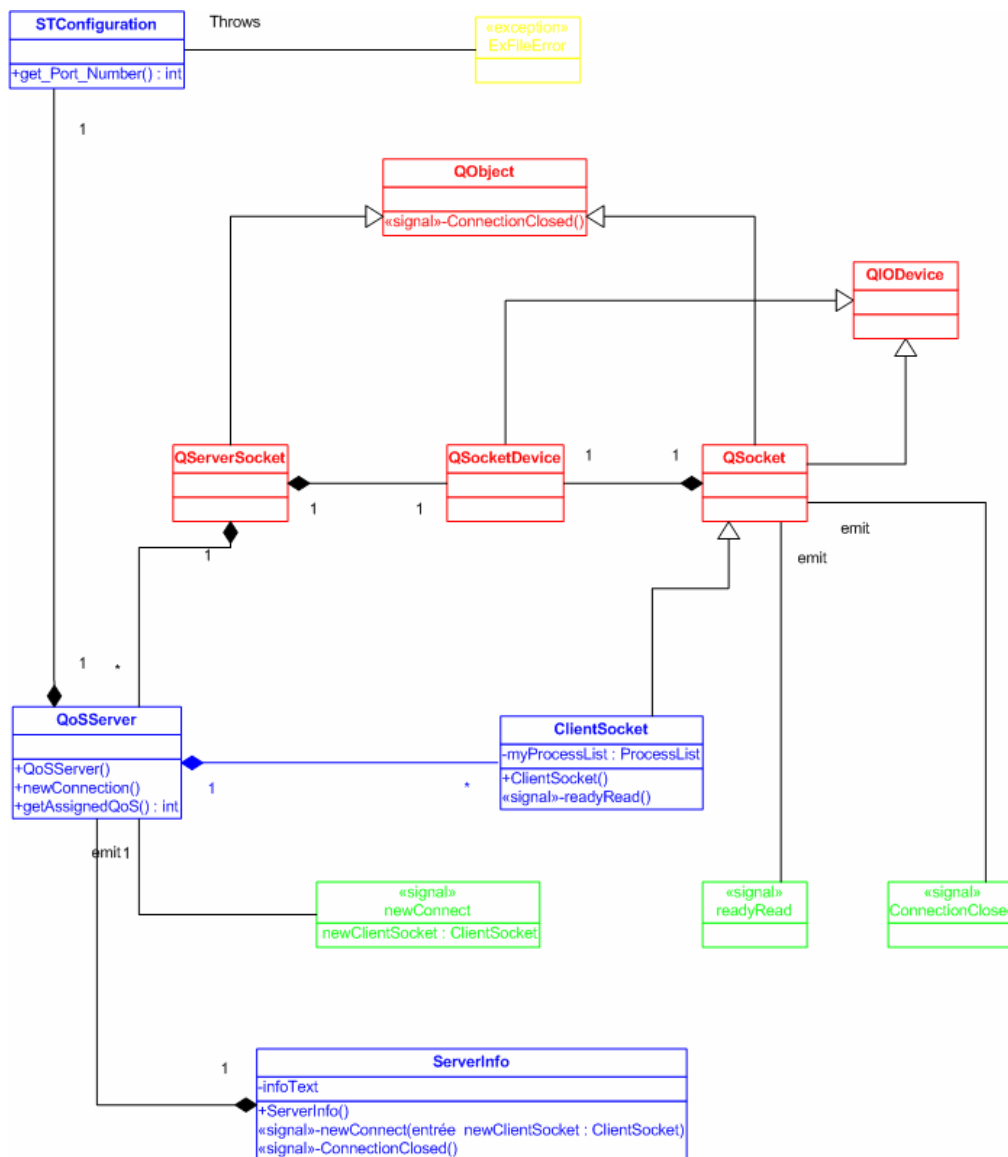 STConfiguration
+get_Port_Number() : int
Throws
«exception»
ExFileError
1
QObject
«signal»-ConnectionClosed()
QIODevice
QServerSocket
1
1
QSocketDevice
1
1
QSocket
1
emit
emit
1
*
QoSServer
+QoSServer()
+newConnection()
+getAssignedQoS() : int
1
*
ClientSocket
-myProcessList : ProcessList
+ClientSocket()
«signal»-readyRead()
emit
1
«signal»
newConnect
newClientSocket : ClientSocket
«signal»
readyRead
«signal»
ConnectionClosed
1
ServerInfo
-infoText
+ServerInfo()
«signal»-newConnect(entrée newClientSocket : ClientSocket)
«signal»-ConnectionClosed()